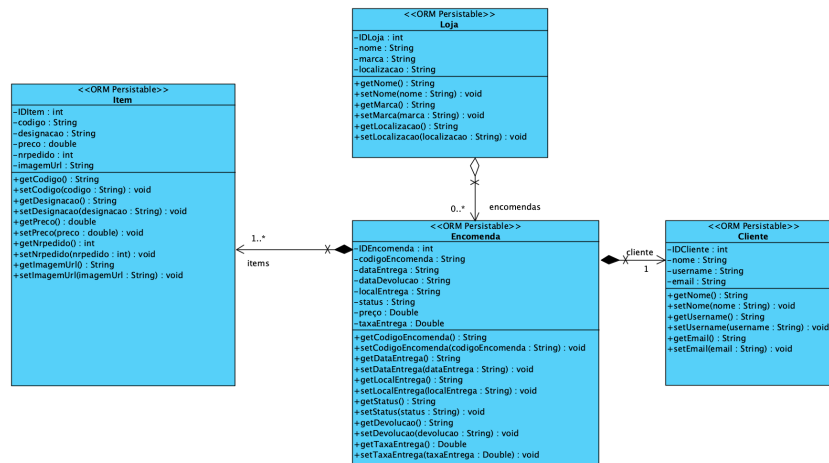 <<ORM Persistable>>
Loja
-IDLoja : int
-nome : String
-marca : String
-localizacao : String
+getNome() : String
+setNome(nome : String) : void
+getMarca() : String
+setMarca(marca : String) : void
+getLocalizacao() : String
+setLocalizacao(localizacao : String) : void
<<ORM Persistable>>
Item
-IDItem : int
-codigo : String
-designacao : String
-preco : double
-nrpedido : int
-imagemUrl : String
+getCodigo() : String
+setCodigo(codigo : String) : void
+getDesignacao() : String
+setDesignacao(designacao : String) : void
+getPreco() : double
+setPreco(preco : double) : void
+getNrpedido() : int
+setNrpedido(nrpedido : int) : void
+getImagemUrl() : String
+setImagemUrl(imagemUrl : String) : void
0..*
encomendas
1..*
items
<<ORM Persistable>>
Encomenda
-IDEncomenda : int
-codigoEncomenda : String
-dataEntrega : String
-dataDevolucao : String
-localEntrega : String
-status : String
-preço : Double
-taxaEntrega : Double
+getCodigoEncomenda() : String
+setCodigoEncomenda(codigoEncomenda : String) : void
+getDataEntrega() : String
+setDataEntrega(dataEntrega : String) : void
+getLocalEntrega() : String
+setLocalEntrega(localEntrega : String) : void
+getStatus() : String
+setStatus(status : String) : void
+getDevolucao() : String
+setDevolucao(devolucao : String) : void
+getTaxaEntrega() : Double
+setTaxaEntrega(taxaEntrega : Double) : void
cliente
1
<<ORM Persistable>>
Cliente
-IDCliente : int
-nome : String
-username : String
-email : String
+getNome() : String
+setNome(nome : String) : void
+getUsername() : String
+setUsername(username : String) : void
+getEmail() : String
+setEmail(email : String) : void